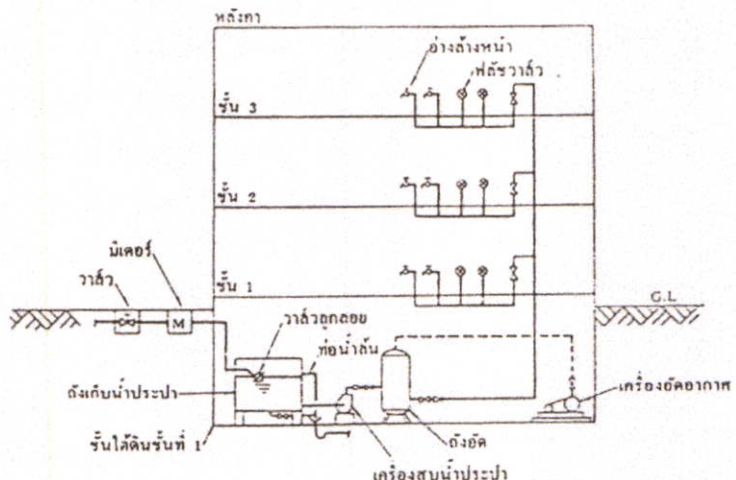 หลังคา
อ่างล้างหน้า
ฟลัชวาล์ว
ชั้น 3
ชั้น 2
มิเตอร์
วาล์ว
ชั้น 1
G.L
M
วาล์วลูกลอย
ท่อน้ำล้น
ถังเก็บน้ำประปา
เครื่องอัดอากาศ
ชั้นใต้ดินชั้นที่ 1
ถังอัด
เครื่องสูบน้ำประปา